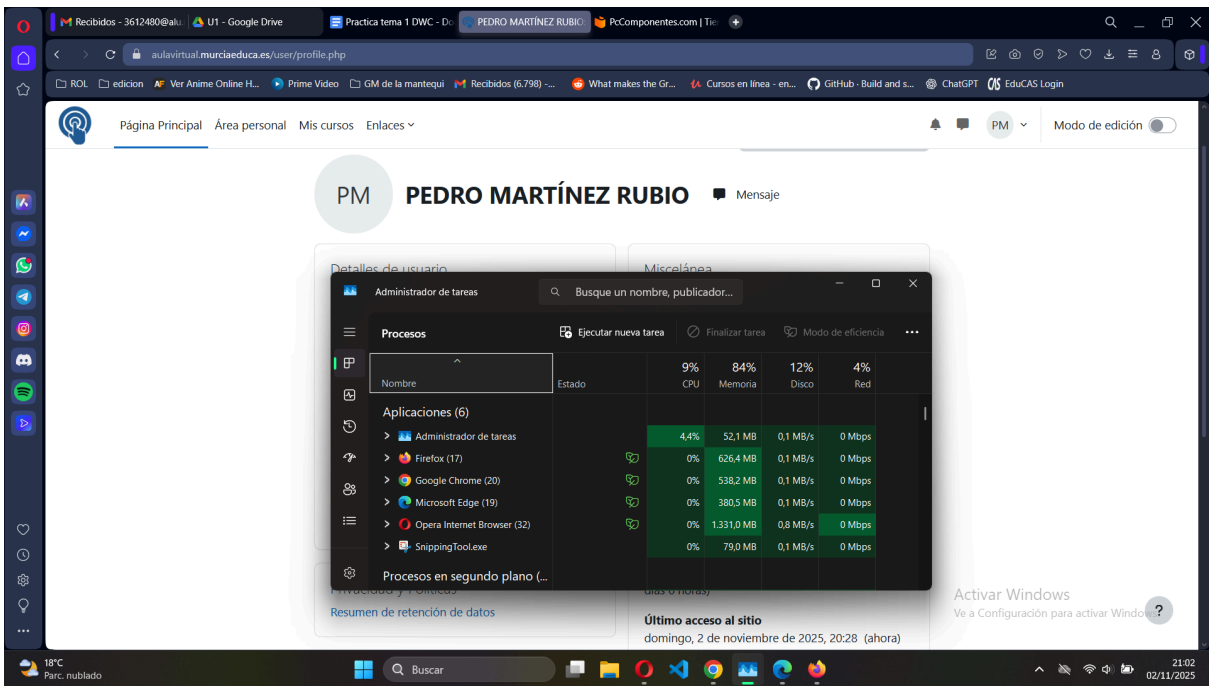 Recibidos - 3612480@alu. U1 - Google Drive Practica tema 1 DWC - Do PEDRO MARTÍNEZ RUBIO: PcComponentes.com | Tie
aulavirtual.murciaeduca.es/user/profile.php
ROL edicion AF Ver Anime Online H... Prime Video GM de la mantequi Recibidos (6.798) -... What makes the Gr... Cursos en línea - en... GitHub · Build and s... ChatGPT EduCAS Login
Página Principal Área personal Mis cursos Enlaces PM Modo de edición
PM PEDRO MARTÍNEZ RUBIO Mensaje
Detalles de usuario Miscelánea
Administrador de tareas Busque un nombre, publicador...
Procesos Ejecutar nueva tarea Finalizar tarea Modo de eficiencia
9% 84% 12% 4%
Nombre Estado CPU Memoria Disco Red
Aplicaciones (6)
Administrador de tareas 4,4% 52,1 MB 0,1 MB/s 0 Mbps
Firefox (17) 0% 626,4 MB 0,1 MB/s 0 Mbps
Google Chrome (20) 0% 538,2 MB 0,1 MB/s 0 Mbps
Microsoft Edge (19) 0% 380,5 MB 0,1 MB/s 0 Mbps
Opera Internet Browser (32) 0% 1.331,0 MB 0,8 MB/s 0 Mbps
SnippingTool.exe 0% 79,0 MB 0,1 MB/s 0 Mbps
Procesos en segundo plano (...
Privacidad y Políticas días 0 horas)
Resumen de retención de datos
Último acceso al sitio
domingo, 2 de noviembre de 2025, 20:28 (ahora)
Activar Windows
Ve a Configuración para activar Windows
?
18°C
Parc. nublado
Buscar
21:02
02/11/2025